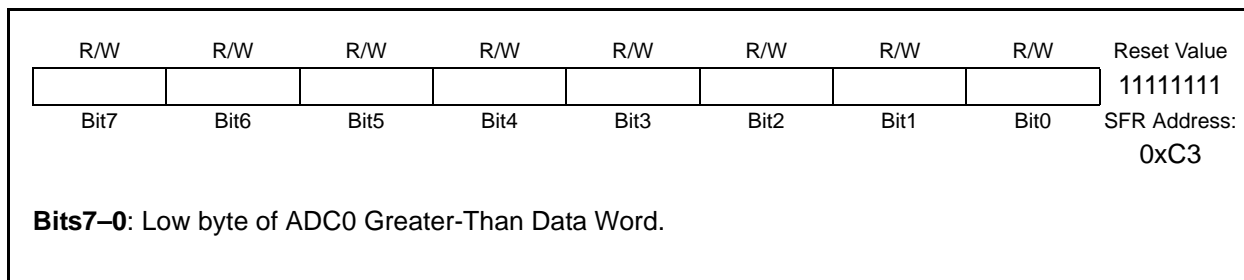 R/W R/W R/W R/W R/W R/W R/W R/W Reset Value
11111111
Bit7 Bit6 Bit5 Bit4 Bit3 Bit2 Bit1 Bit0 SFR Address:
0xC3
Bits7–0: Low byte of ADC0 Greater-Than Data Word.